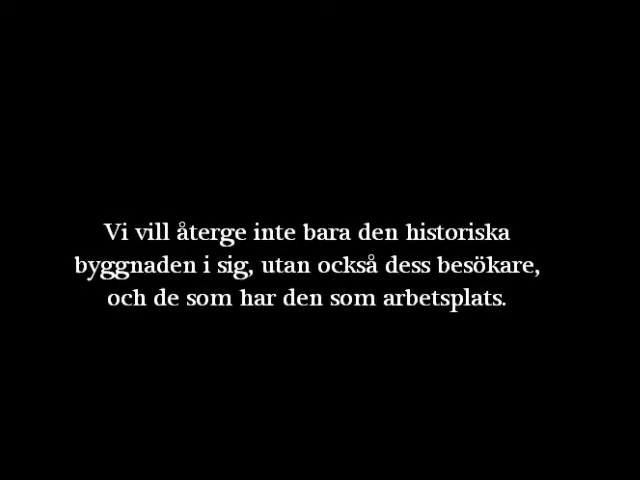 Vi vill återge inte bara den historiska
byggnaden i sig, utan också dess besökare,
och de som har den som arbetsplats.